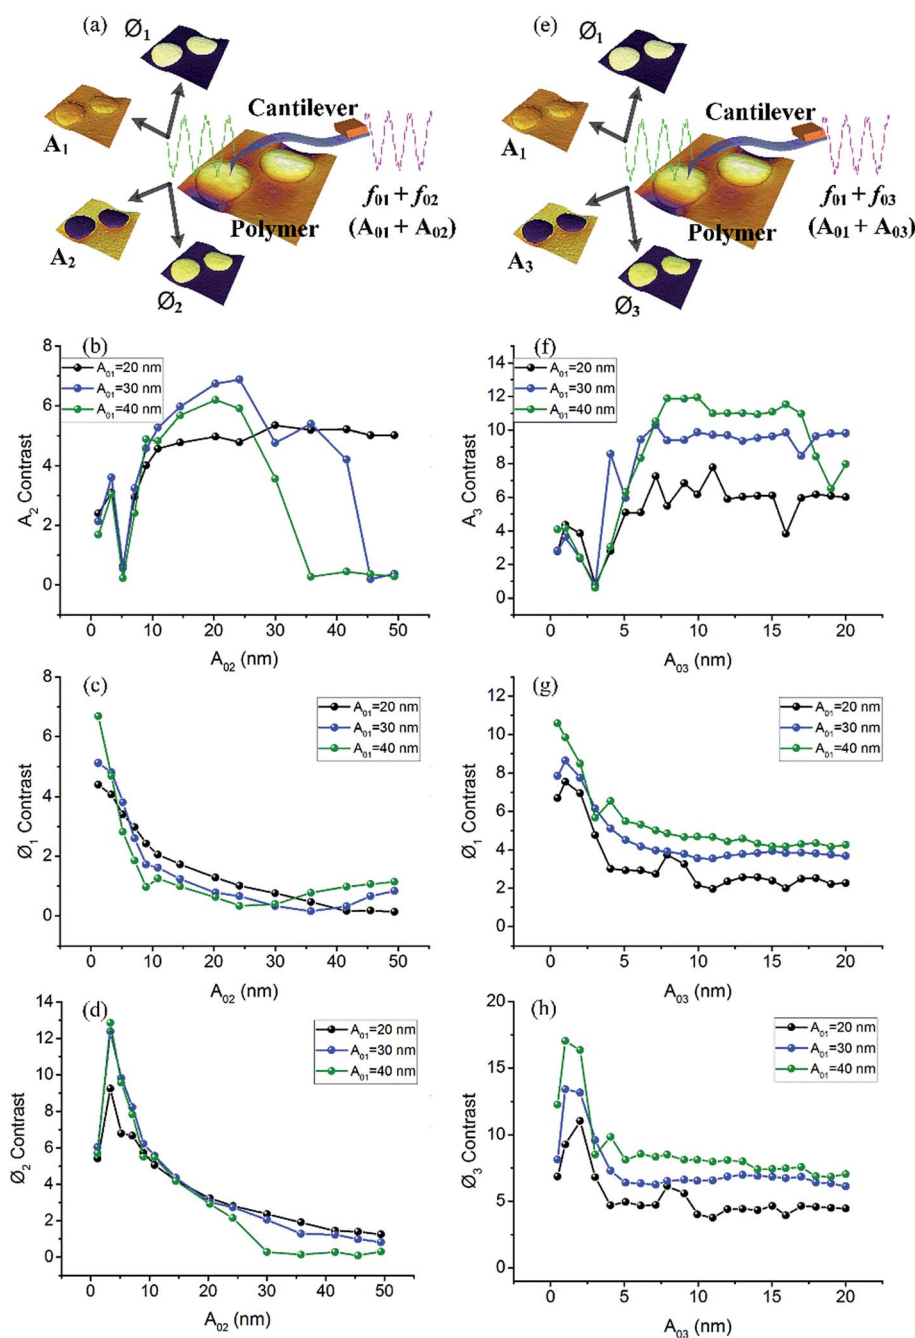 (a)
Ø1
A1
Cantilever
f01 + f02
(A01 + A02)
Polymer
A2
Ø2
(e)
Ø1
A1
Cantilever
f01 + f03
(A01 + A03)
Polymer
A3
Ø3
(b)
A01=20 nm
A01=30 nm
A01=40 nm
8
6
4
2
0
A2 Contrast
0 10 20 30 40 50
A02 (nm)
(f)
A01=20 nm
A01=30 nm
A01=40 nm
15
14
13
12
11
10
9
8
7
6
5
4
3
2
1
0
A3 Contrast
0 5 10 15 20
A03 (nm)
(c)
A01=20 nm
A01=30 nm
A01=40 nm
8
6
4
2
0
Ø1 Contrast
0 10 20 30 40 50
A02 (nm)
(g)
A01=20 nm
A01=30 nm
A01=40 nm
12
10
8
6
4
2
0
Ø1 Contrast
0 5 10 15 20
A03 (nm)
(d)
A01=20 nm
A01=30 nm
A01=40 nm
14
12
10
8
6
4
2
0
Ø2 Contrast
0 10 20 30 40 50
A02 (nm)
(h)
A01=20 nm
A01=30 nm
A01=40 nm
20
15
10
5
0
Ø3 Contrast
0 5 10 15 20
A03 (nm)